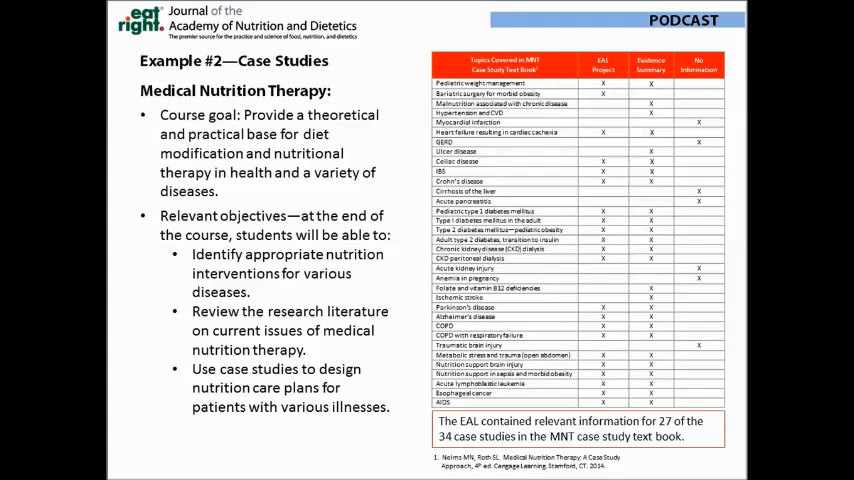 eat right. Journal of the
Academy of Nutrition and Dietetics
The premier source for the practice and science of food, nutrition, and dietetics
PODCAST
Example #2—Case Studies
Medical Nutrition Therapy:
• Course goal: Provide a theoretical
and practical base for diet
modification and nutritional
therapy in health and a variety of
diseases.
• Relevant objectives—at the end of
the course, students will be able to:
• Identify appropriate nutrition
interventions for various
diseases.
• Review the research literature
on current issues of medical
nutrition therapy.
• Use case studies to design
nutrition care plans for
patients with various illnesses.
Topics Covered in MNT Case Study Text Book1 EAL Project Evidence Summary No Information
Pediatric weight management X X
Bariatric surgery for morbid obesity X
Malnutrition associated with chronic disease X
Hypertension and CVD X
Myocardial infarction X
Heart failure resulting in cardiac cachexia X X
GERD X
Ulcer disease X
Celiac disease X X
IBS X X
Crohn's disease X X
Cirrhosis of the liver X
Acute pancreatitis X
Pediatric type 1 diabetes mellitus X X
Type I diabetes mellitus in the adult X X
Type 2 diabetes mellitus—pediatric obesity X X
Adult type 2 diabetes, transition to insulin X X
Chronic kidney disease (CKD) dialysis X X
CKD peritoneal dialysis X X
Acute kidney injury X
Anemia in pregnancy X
Folate and vitamin B12 deficiencies X
Ischemic stroke X
Parkinson's disease X X
Alzheimer's disease X X
COPD X X
COPD with respiratory failure X X
Traumatic brain injury X
Metabolic stress and trauma (open abdomen) X X
Nutrition support brain injury X X
Nutrition support in sepsis and morbid obesity X X
Acute lymphoblastic leukemia X X
Esophageal cancer X X
AIDS X X
The EAL contained relevant information for 27 of the
34 case studies in the MNT case study text book.
1. Nelms MN, Roth SL. Medical Nutrition Therapy: A Case Study
Approach, 4th ed. Cengage Learning. Stamford, CT. 2014.